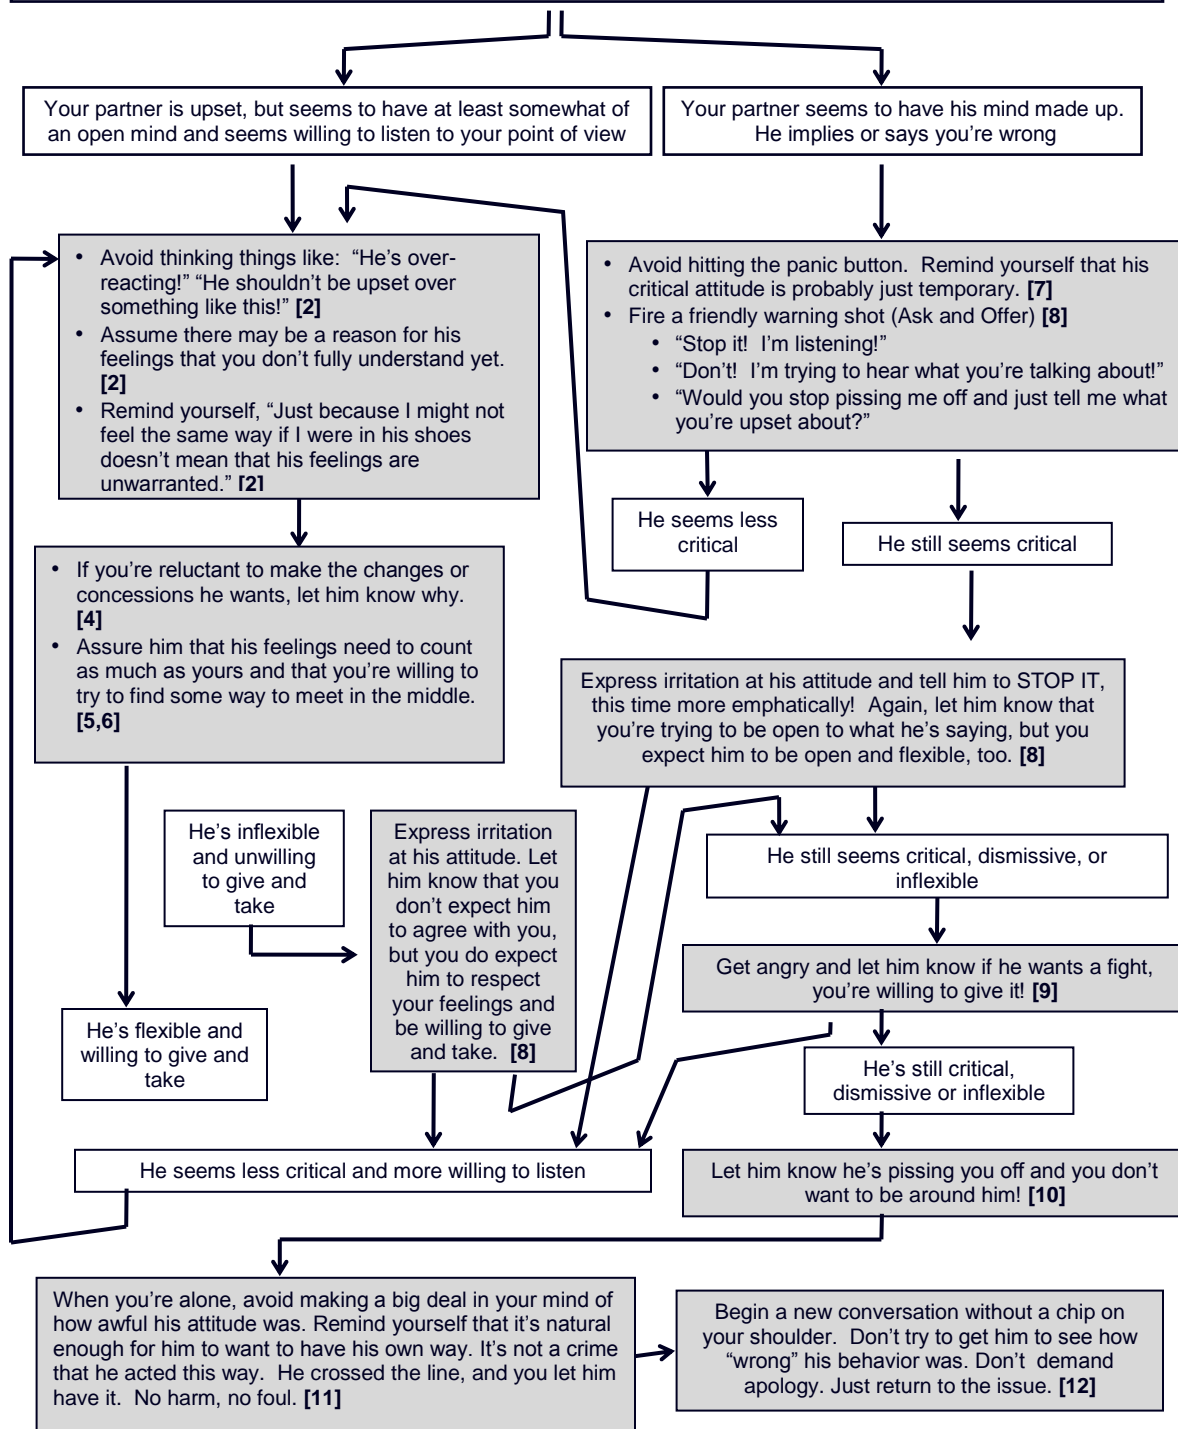 Your partner is upset, but seems to have at least somewhat of
an open mind and seems willing to listen to your point of view
Your partner seems to have his mind made up.
He implies or says you're wrong
• Avoid thinking things like: “He’s over-
reacting!” “He shouldn’t be upset over
something like this!” [2]
• Assume there may be a reason for his
feelings that you don’t fully understand yet.
[2]
• Remind yourself, “Just because I might not
feel the same way if I were in his shoes
doesn’t mean that his feelings are
unwarranted.” [2]
• Avoid hitting the panic button. Remind yourself that his
critical attitude is probably just temporary. [7]
• Fire a friendly warning shot (Ask and Offer) [8]
• “Stop it! I’m listening!”
• “Don’t! I’m trying to hear what you’re talking about!”
• “Would you stop pissing me off and just tell me what
you’re upset about?”
He seems less
critical
He still seems critical
• If you’re reluctant to make the changes or
concessions he wants, let him know why.
[4]
• Assure him that his feelings need to count
as much as yours and that you’re willing to
try to find some way to meet in the middle.
[5,6]
Express irritation at his attitude and tell him to STOP IT,
this time more emphatically! Again, let him know that
you’re trying to be open to what he’s saying, but you
expect him to be open and flexible, too. [8]
He’s inflexible
and unwilling
to give and
take
Express irritation
at his attitude. Let
him know that you
don’t expect him
to agree with you,
but you do expect
him to respect
your feelings and
be willing to give
and take. [8]
He still seems critical, dismissive, or
inflexible
Get angry and let him know if he wants a fight,
you’re willing to give it! [9]
He’s flexible and
willing to give and
take
He’s still critical,
dismissive or inflexible
He seems less critical and more willing to listen
Let him know he’s pissing you off and you don’t
want to be around him! [10]
When you’re alone, avoid making a big deal in your mind of
how awful his attitude was. Remind yourself that it’s natural
enough for him to want to have his own way. It’s not a crime
that he acted this way. He crossed the line, and you let him
have it. No harm, no foul. [11]
Begin a new conversation without a chip on
your shoulder. Don’t try to get him to see how
“wrong” his behavior was. Don’t demand
apology. Just return to the issue. [12]